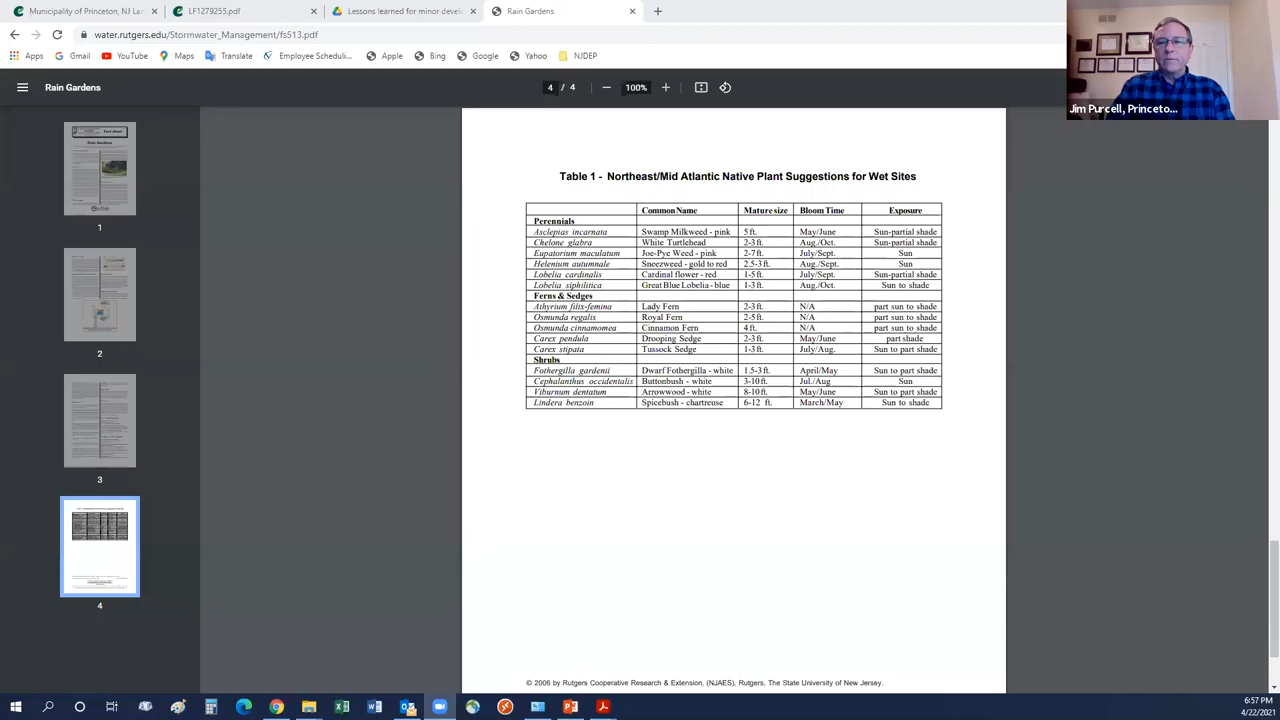 Municipality of Princeton, NJ La
LF1279255.pdf
Lessons learned for minor deve
Rain Gardens
water.rutgers.edu/Stormwater_Management/fs513.pdf
Apps Gmail YouTube Maps Translate Employee Scheduli... Apple Bing Google Yahoo NJDEP
Rain Gardens 4 / 4 100%
Jim Purcell, Princeto...
1
2
3
4
Table 1 - Northeast/Mid Atlantic Native Plant Suggestions for Wet Sites
Common Name Mature size Bloom Time Exposure
Perennials
Asclepias incarnata Swamp Milkweed - pink 5 ft. May/June Sun-partial shade
Chelone glabra White Turtlehead 2-3 ft. Aug./Oct. Sun-partial shade
Eupatorium maculatum Joe-Pye Weed - pink 2-7 ft. July/Sept. Sun
Helenium autumnale Sneezweed - gold to red 2.5-3 ft. Aug./Sept. Sun
Lobelia cardinalis Cardinal flower - red 1-5 ft. July/Sept. Sun-partial shade
Lobelia siphilitica Great Blue Lobelia - blue 1-3 ft. Aug./Oct. Sun to shade
Ferns & Sedges
Athyrium filix-femina Lady Fern 2-3 ft. N/A part sun to shade
Osmunda regalis Royal Fern 2-5 ft. N/A part sun to shade
Osmunda cinnamomea Cinnamon Fern 4 ft. N/A part sun to shade
Carex pendula Drooping Sedge 2-3 ft. May/June part shade
Carex stipata Tussock Sedge 1-3 ft. July/Aug. Sun to part shade
Shrubs
Fothergilla gardenii Dwarf Fothergilla - white 1.5-3 ft. April/May Sun to part shade
Cephalanthus occidentalis Buttonbush - white 3-10 ft. Jul./Aug Sun
Viburnum dentatum Arrowwood - white 8-10 ft. May/June Sun to part shade
Lindera benzoin Spicebush - chartreuse 6-12 ft. March/May Sun to shade
© 2006 by Rutgers Cooperative Research & Extension, (NJAES), Rutgers, The State University of New Jersey.
6:57 PM
4/22/2021